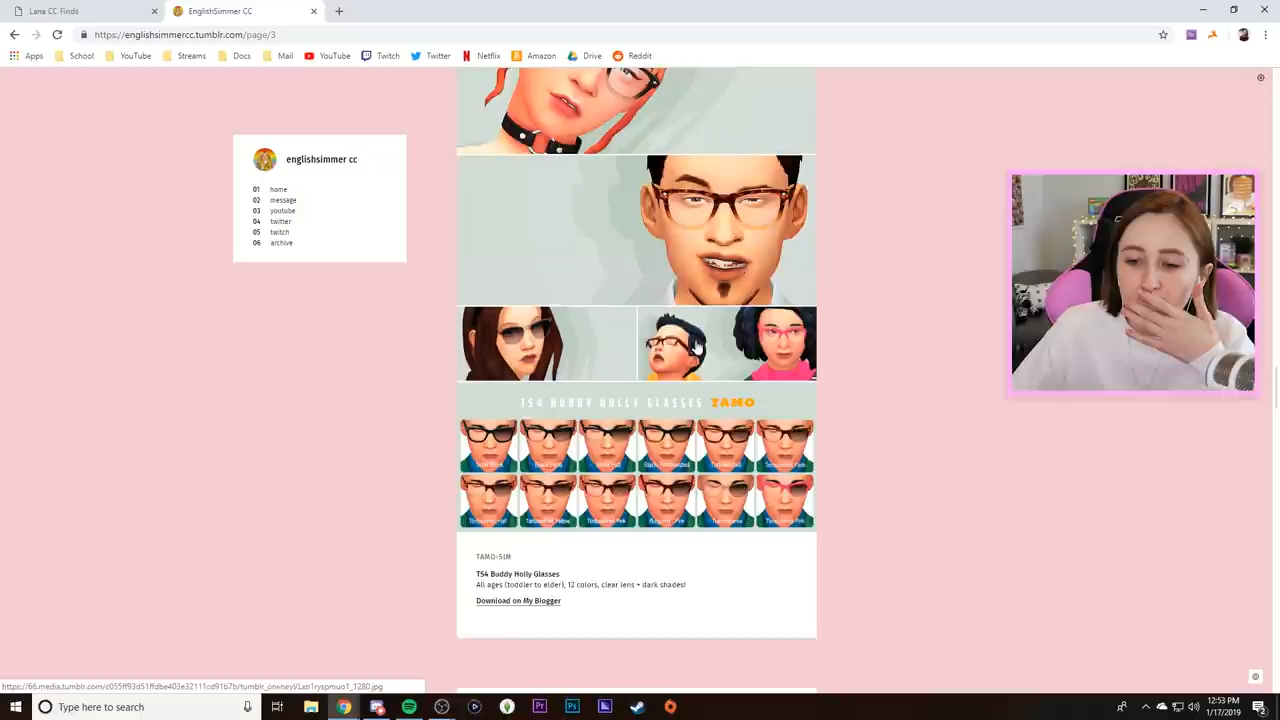 Lana CC Finds
EnglishSimmer CC
https://englishsimmercc.tumblr.com/page/3
Apps School YouTube Streams Docs Mail YouTube Twitch Twitter Netflix Amazon Drive Reddit
englishsimmer cc
01 home
02 message
03 youtube
04 twitter
05 twitch
06 archive
TS4 BUDDY HOLLY GLASSES TAMO
TAMO-SIM
TS4 Buddy Holly Glasses
All ages (toddler to elder), 12 colors, clear lens + dark shades!
Download on My Blogger
Type here to search
12:53 PM
1/17/2019